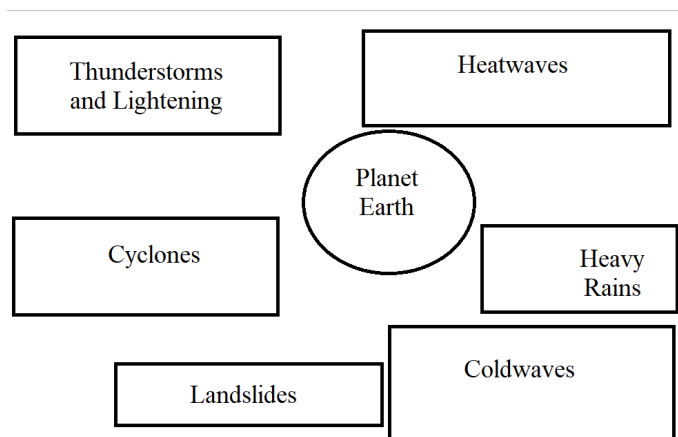 Thunderstorms
and Lightening
Heatwaves
Planet
Earth
Cyclones
Heavy
Rains
Landslides
Coldwaves